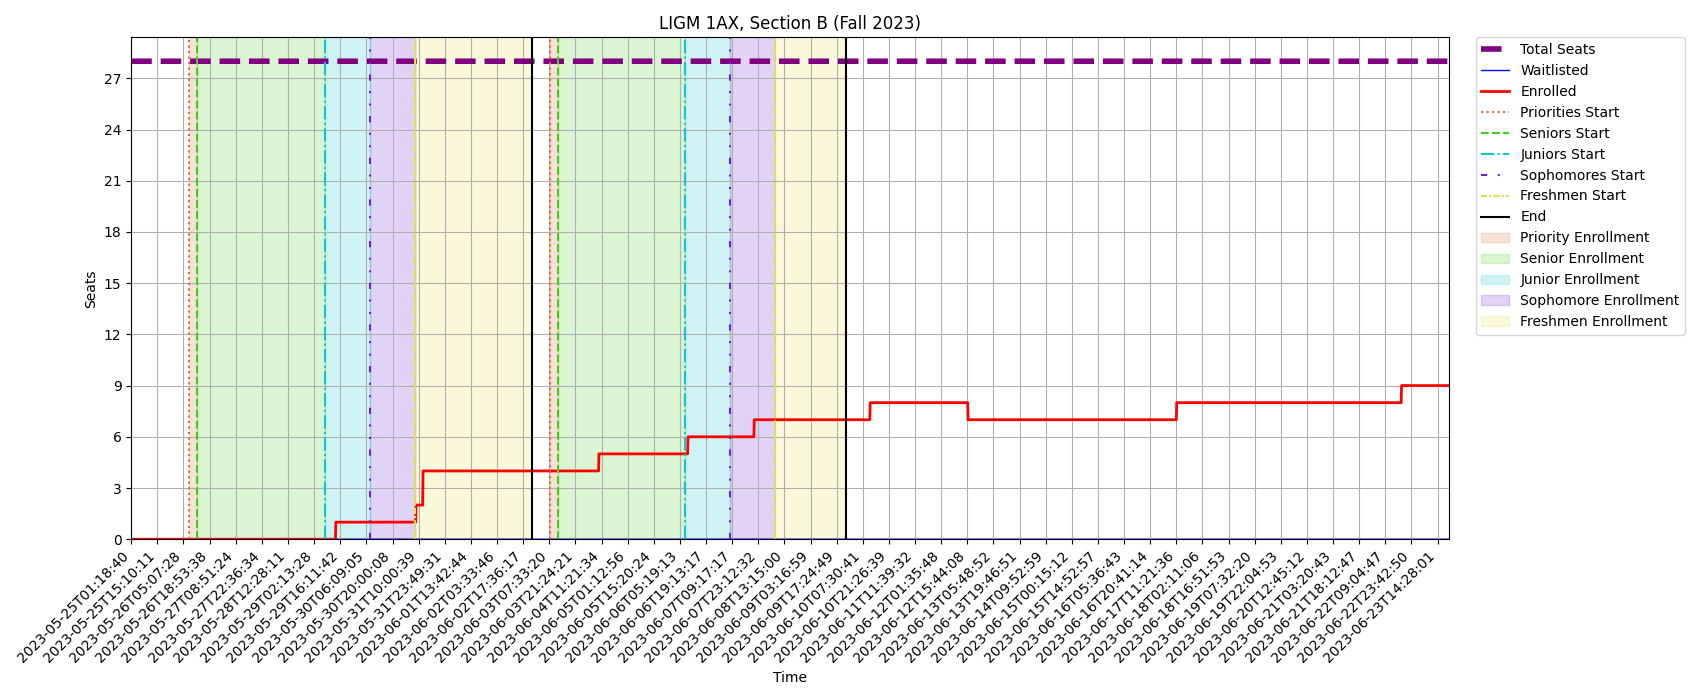 LIGM 1AX, Section B (Fall 2023)
Seats
27
24
21
18
15
12
9
6
3
0
2023-05-25T01:18:40
2023-05-25T15:10:11
2023-05-26T05:07:28
2023-05-26T18:53:38
2023-05-27T08:51:24
2023-05-27T22:36:34
2023-05-28T12:28:11
2023-05-29T02:13:28
2023-05-29T16:11:42
2023-05-30T06:09:05
2023-05-30T20:00:08
2023-05-31T10:00:39
2023-05-31T23:49:31
2023-06-01T13:42:44
2023-06-02T03:33:46
2023-06-02T17:36:17
2023-06-03T07:33:20
2023-06-03T21:24:21
2023-06-04T11:21:34
2023-06-05T01:12:56
2023-06-05T15:20:24
2023-06-06T05:19:13
2023-06-06T19:13:17
2023-06-07T09:17:17
2023-06-07T23:12:32
2023-06-08T13:15:00
2023-06-09T03:16:59
2023-06-09T17:24:49
2023-06-10T07:30:41
2023-06-10T21:26:39
2023-06-11T11:39:32
2023-06-12T01:35:48
2023-06-12T15:44:08
2023-06-13T05:48:52
2023-06-13T19:46:51
2023-06-14T09:52:59
2023-06-15T00:15:12
2023-06-15T14:52:57
2023-06-16T05:36:43
2023-06-16T20:41:14
2023-06-17T11:21:36
2023-06-18T02:11:06
2023-06-18T16:51:53
2023-06-19T07:32:20
2023-06-19T22:04:53
2023-06-20T12:45:12
2023-06-21T03:20:43
2023-06-21T18:12:47
2023-06-22T09:04:47
2023-06-22T23:42:50
2023-06-23T14:28:01
Time
Total Seats
Waitlisted
Enrolled
Priorities Start
Seniors Start
Juniors Start
Sophomores Start
Freshmen Start
End
Priority Enrollment
Senior Enrollment
Junior Enrollment
Sophomore Enrollment
Freshmen Enrollment